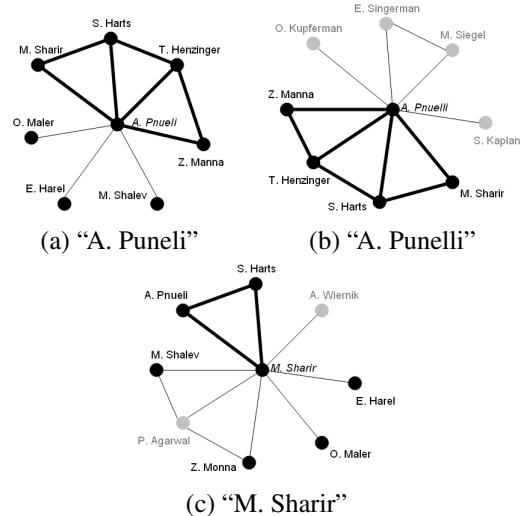 S. Harts
M. Sharir
T. Henzinger
O. Maler
A. Pnueli
Z. Manna
E. Harel
M. Shalev
(a) “A. Puneli”
E. Singerman
O. Kupferman
M. Siegel
Z. Manna
A. Pnuelli
S. Kaplan
T. Henzinger
M. Sharir
S. Harts
(b) “A. Punelli”
S. Harts
A. Pnueli
A. Wiernik
M. Shalev
M. Sharir
E. Harel
P. Agarwal
O. Maler
Z. Monna
(c) “M. Sharir”